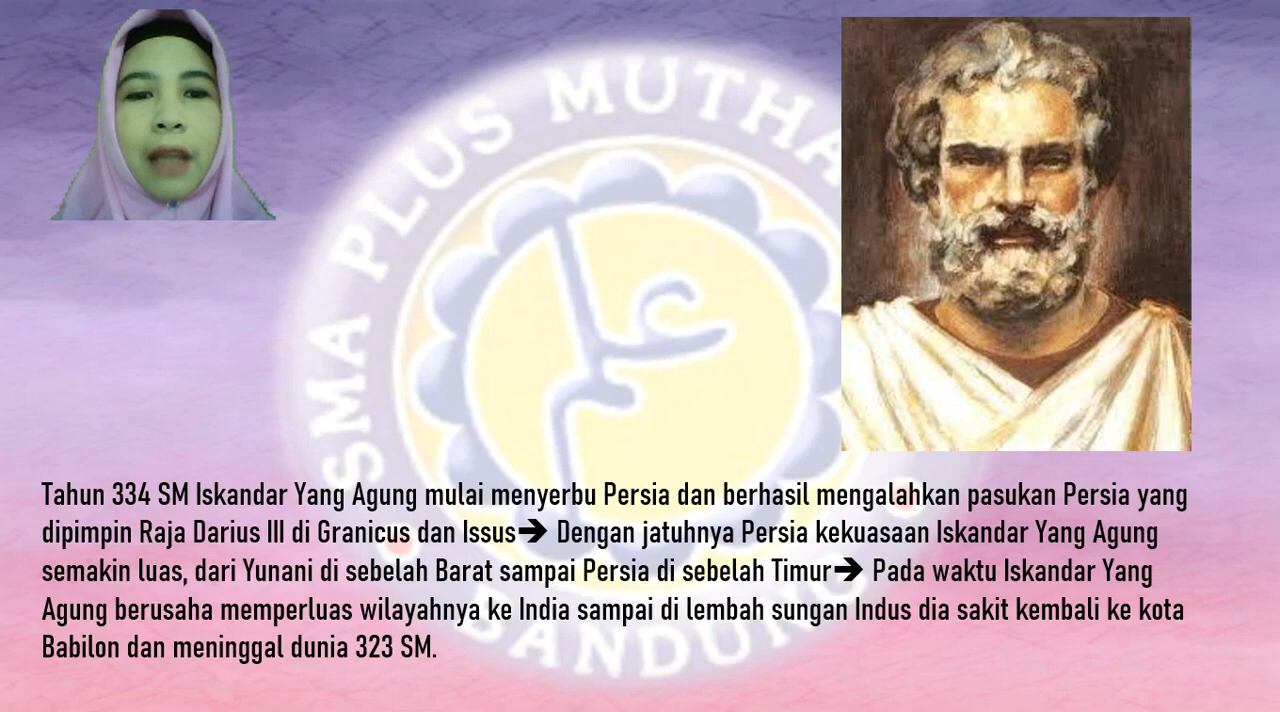 SMA PLUS MUTHA
Tahun 334 SM Iskandar Yang Agung mulai menyerbu Persia dan berhasil mengalahkan pasukan Persia yang
dipimpin Raja Darius III di Granicus dan Issus➔ Dengan jatuhnya Persia kekuasaan Iskandar Yang Agung
semakin luas, dari Yunani di sebelah Barat sampai Persia di sebelah Timur➔ Pada waktu Iskandar Yang
Agung berusaha memperluas wilayahnya ke India sampai di lembah sungan Indus dia sakit kembali ke kota
Babilon dan meninggal dunia 323 SM.
BANDUNG